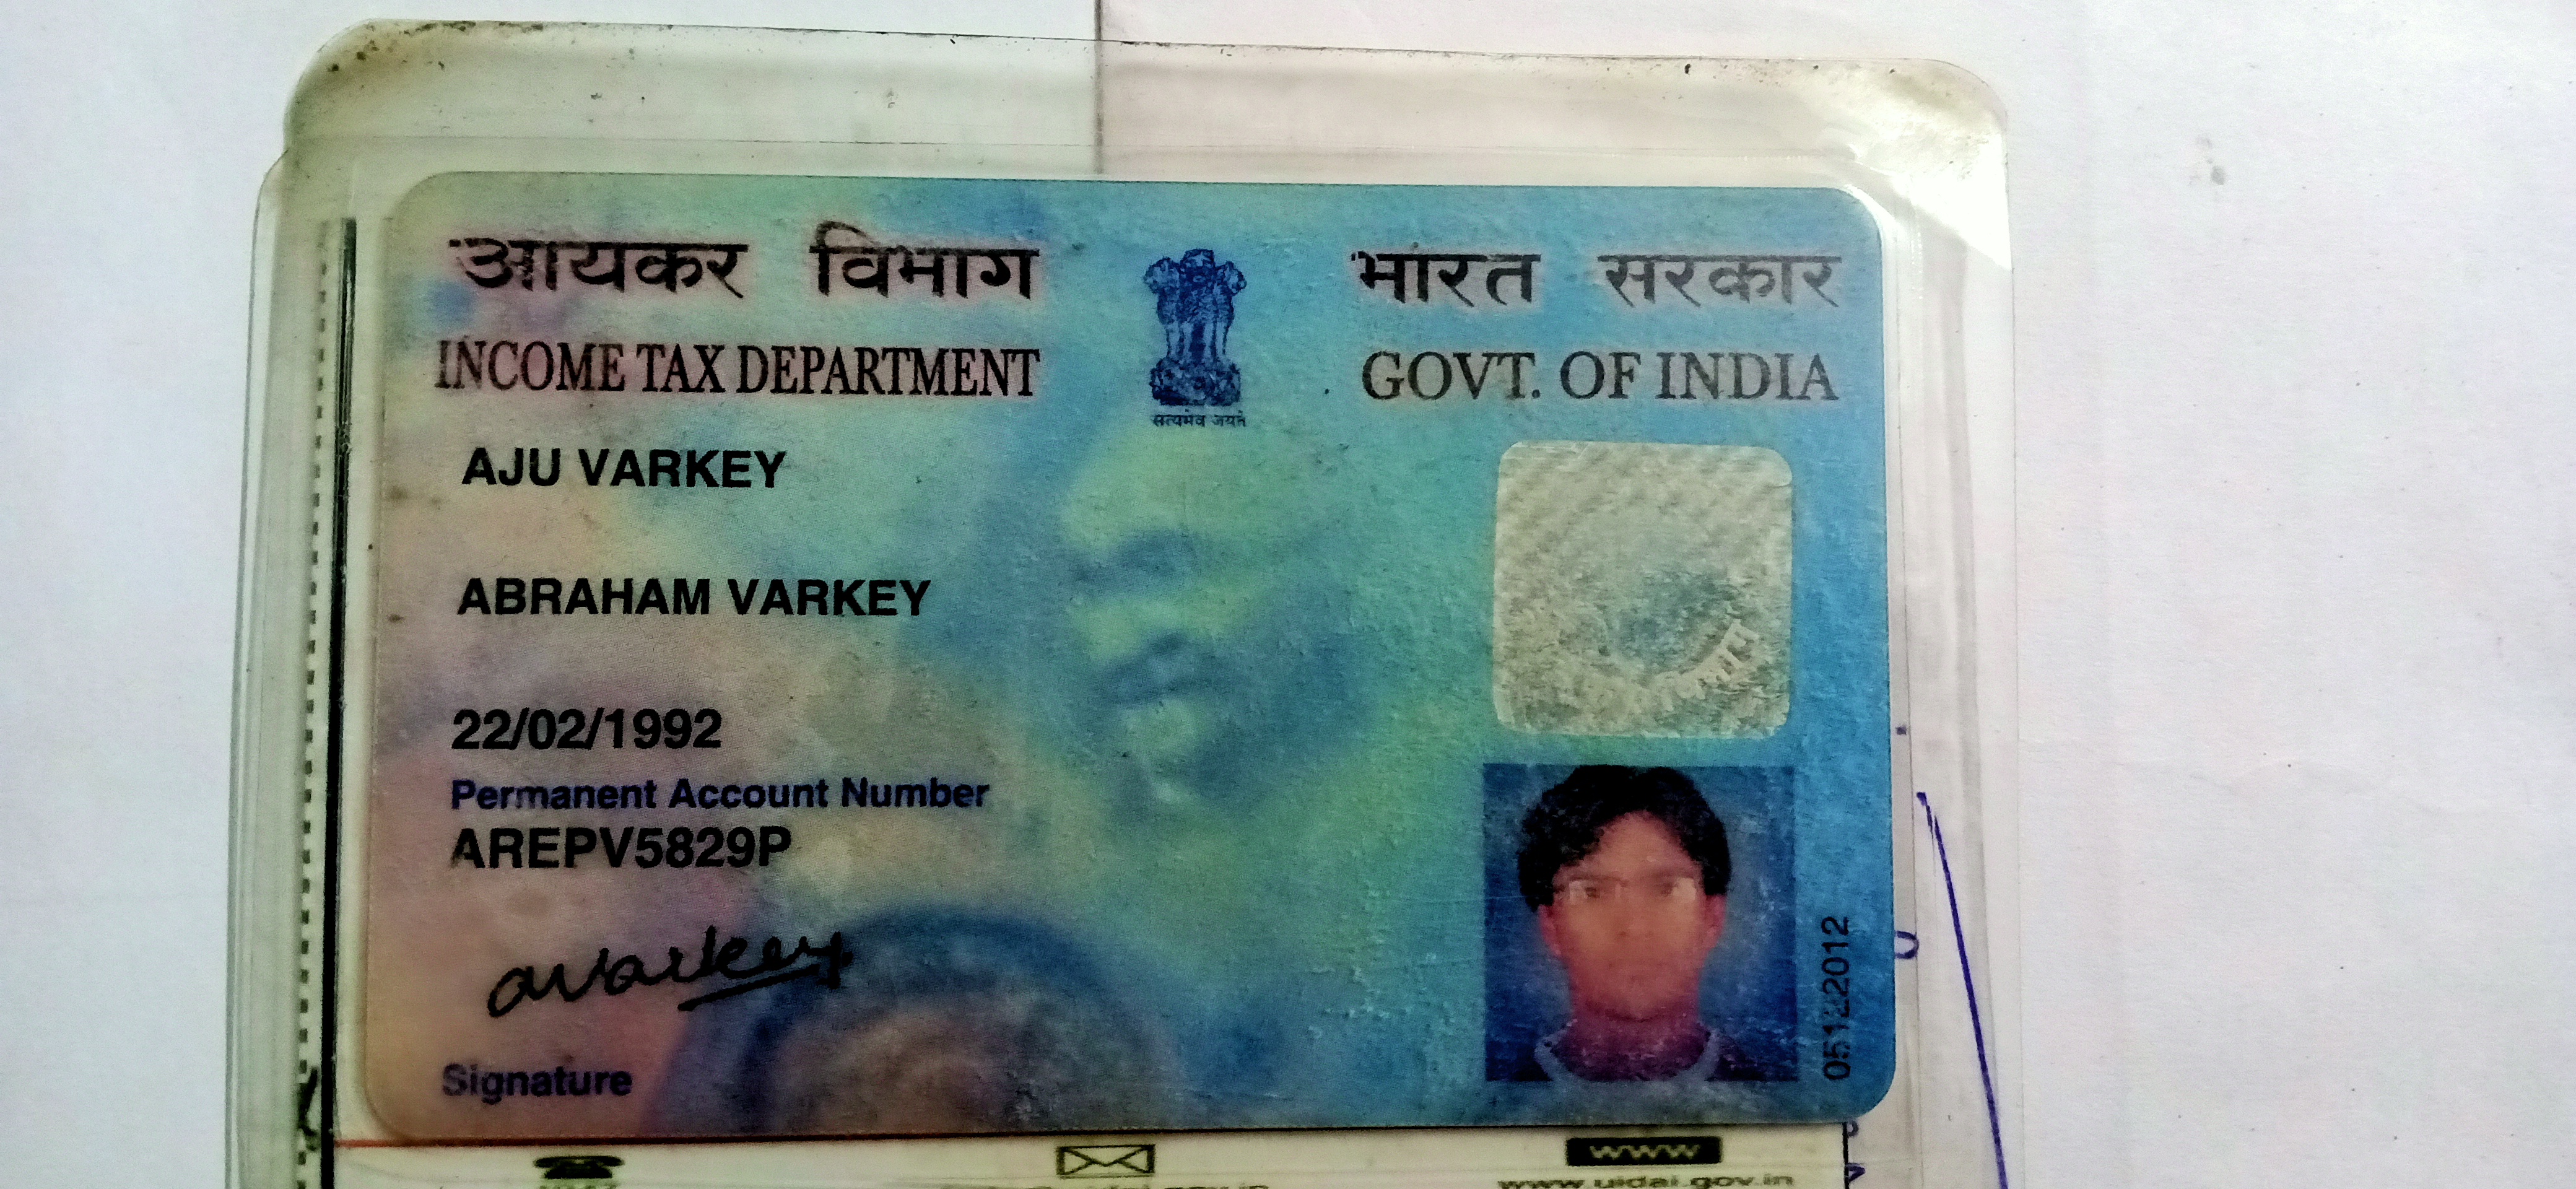 आयकर विभाग
INCOME TAX DEPARTMENT
सत्यमेव जयते
भारत सरकार
GOVT. OF INDIA
AJU VARKEY
ABRAHAM VARKEY
22/02/1992
Permanent Account Number
AREPV5829P
avarkey
Signature
05122012
WWW
www.uidai.gov.in